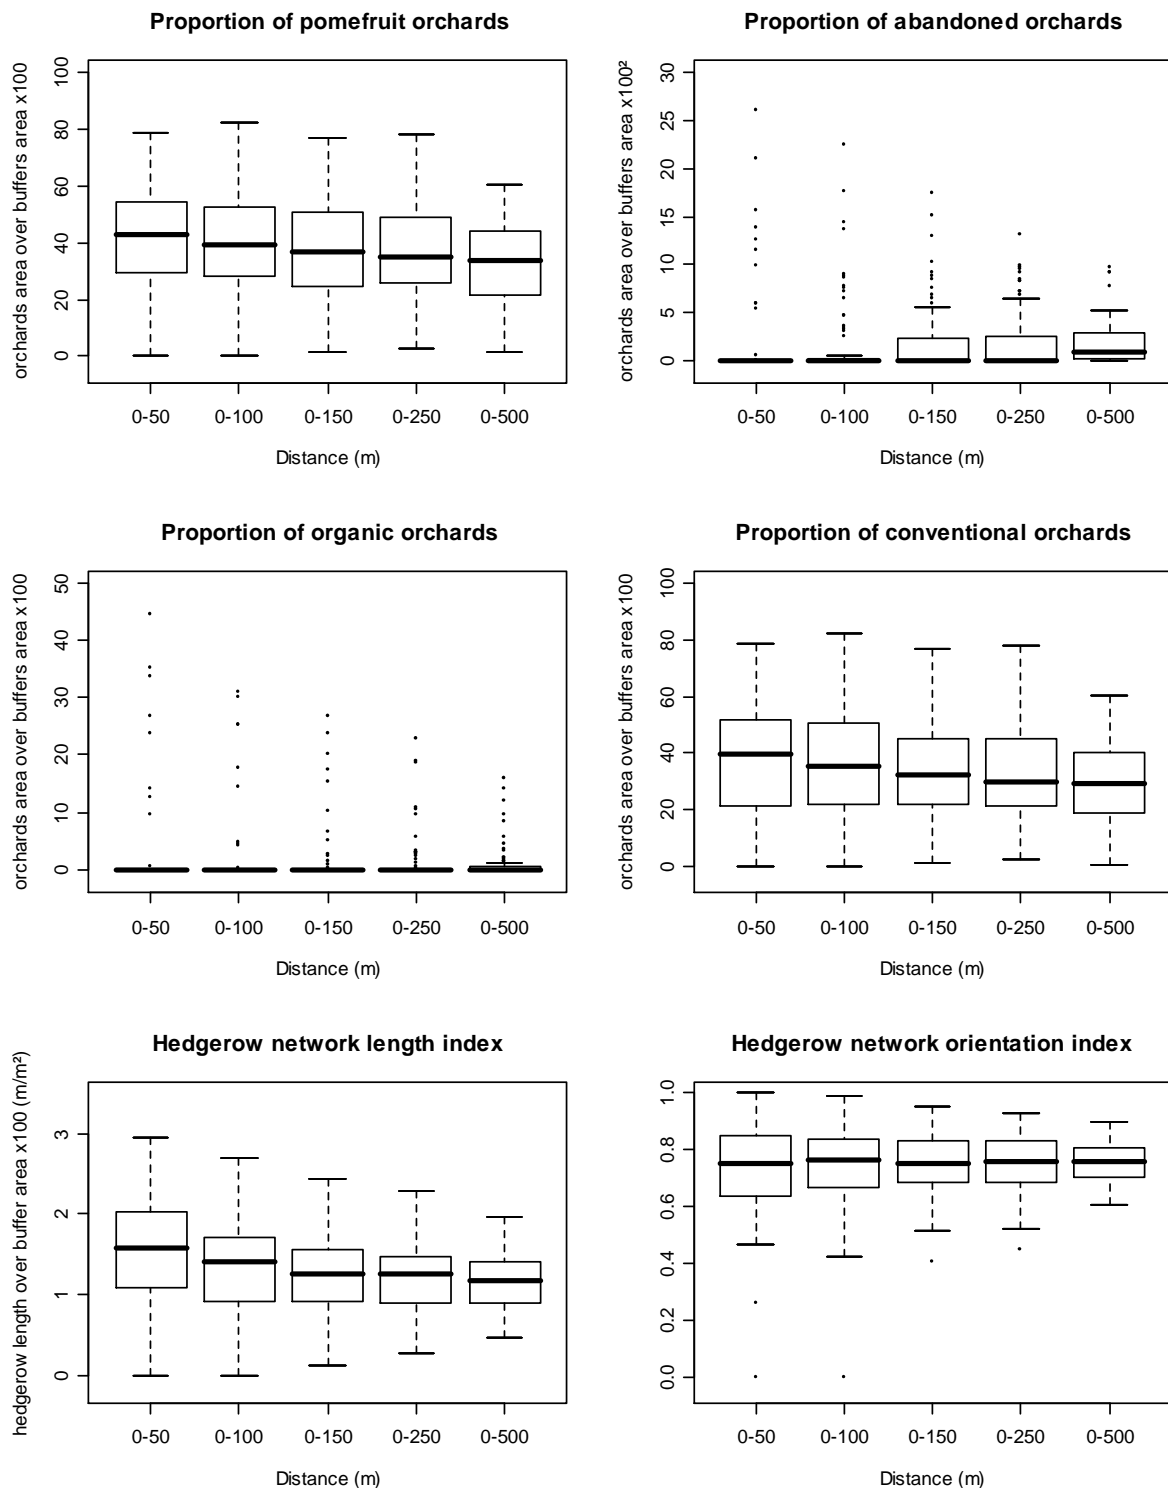 Proportion of pomefruit orchards
orchards area over buffers area x100
0 20 40 60 80 100
0-50 0-100 0-150 0-250 0-500
Distance (m)
Proportion of abandoned orchards
orchards area over buffers area x100²
0 5 10 15 20 25 30
0-50 0-100 0-150 0-250 0-500
Distance (m)
Proportion of organic orchards
orchards area over buffers area x100
0 10 20 30 40 50
0-50 0-100 0-150 0-250 0-500
Distance (m)
Proportion of conventional orchards
orchards area over buffers area x100
0 20 40 60 80 100
0-50 0-100 0-150 0-250 0-500
Distance (m)
Hedgerow network length index
hedgerow length over buffer area x100 (m/m²)
0 1 2 3
0-50 0-100 0-150 0-250 0-500
Distance (m)
Hedgerow network orientation index
0.0 0.2 0.4 0.6 0.8 1.0
0-50 0-100 0-150 0-250 0-500
Distance (m)